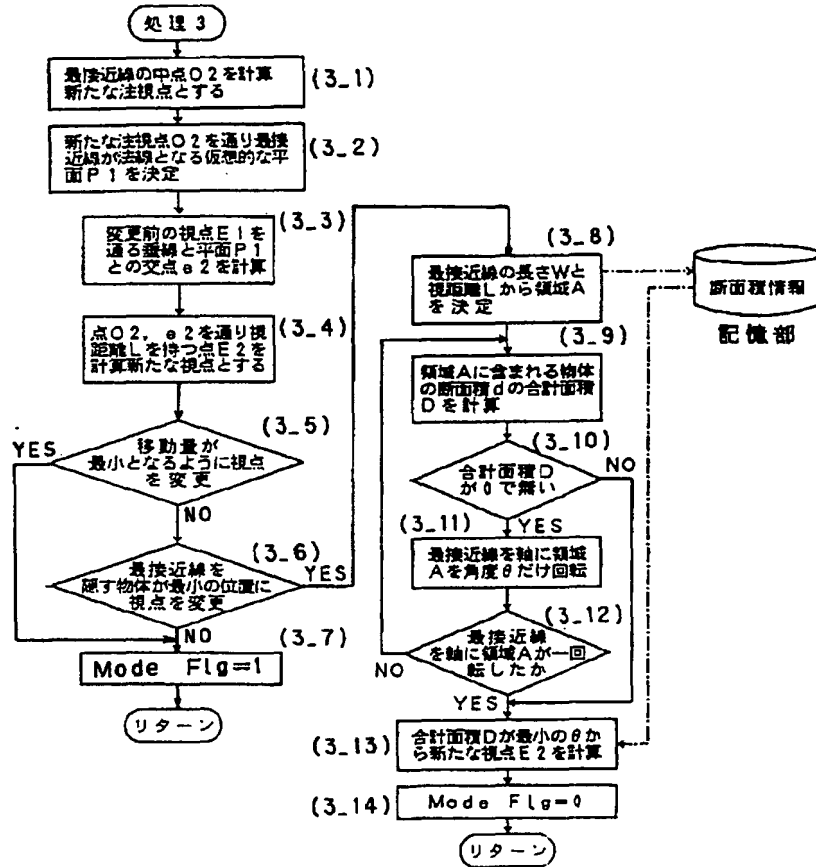 処理3
最接近線の中点O2を計算
新たな注視点とする
(3_1)
新たな注視点O2を通り最接
近線が法線となる仮想的な平
面P1を決定
(3_2)
変更前の視点E1を
通る垂線と平面P1
との交点e2を計算
(3_3)
点O2，e2を通り視
距離Lを持つ点E2を
計算新たな視点とする
(3_4)
(3_5)
YES
移動量が
最小となるように視点
を変更
NO
(3_6)
最接近線を
隠す物体が最小の位置に
視点を変更
YES
NO
(3_7)
Mode Flg=1
リターン
(3_8)
最接近線の長さWと
視距離Lから領域A
を決定
断面積情報
記憶部
(3_9)
領域Aに含まれる物体
の断面積dの合計面積
Dを計算
(3_10)
合計面積D
が0で無い
NO
(3_11)
YES
最接近線を軸に領域
Aを角度θだけ回転
(3_12)
最接近線
を軸に領域Aが一回
転したか
NO
YES
(3_13)
合計面積Dが最小のθか
ら新たな視点E2を計算
(3_14)
Mode Flg=0
リターン